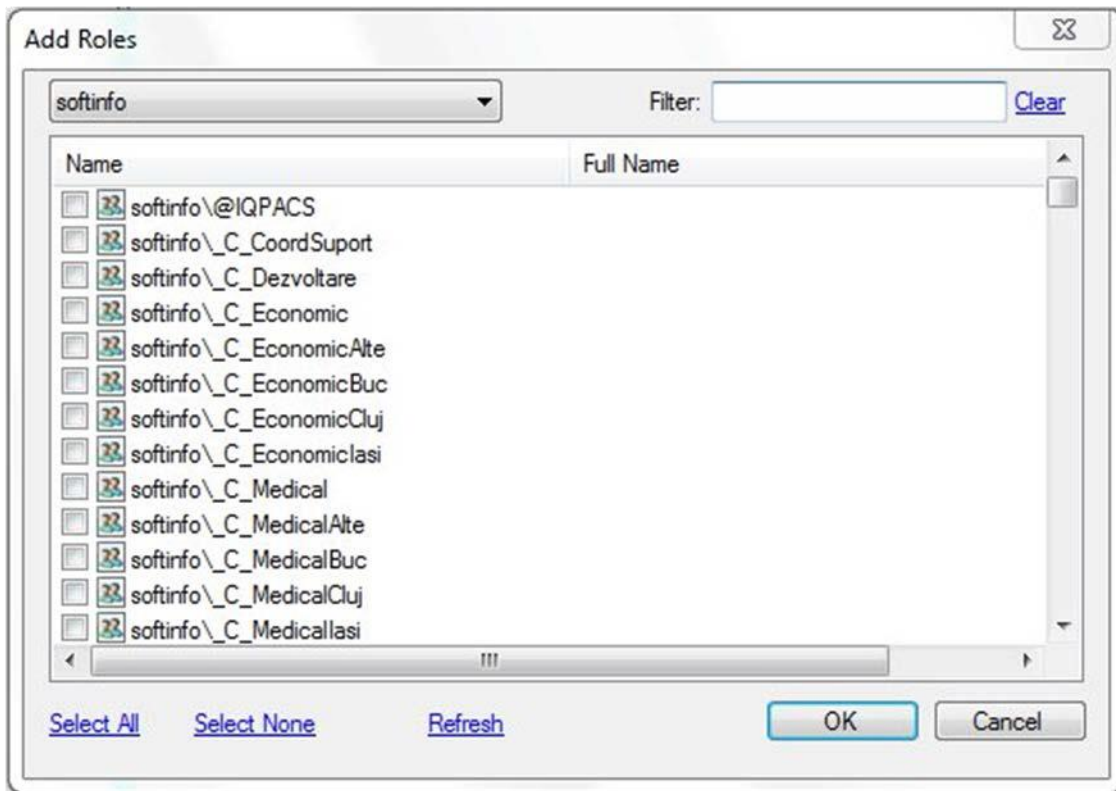 Add Roles
softinfo Filter: Clear
Name Full Name
softinfo\@IQPACS
softinfo\_C_CoordSuport
softinfo\_C_Dezvoltare
softinfo\_C_Economic
softinfo\_C_EconomicAlte
softinfo\_C_EconomicBuc
softinfo\_C_EconomicCluj
softinfo\_C_EconomicIasi
softinfo\_C_Medical
softinfo\_C_MedicalAlte
softinfo\_C_MedicalBuc
softinfo\_C_MedicalCluj
softinfo\_C_MedicalIasi
Select All Select None Refresh OK Cancel